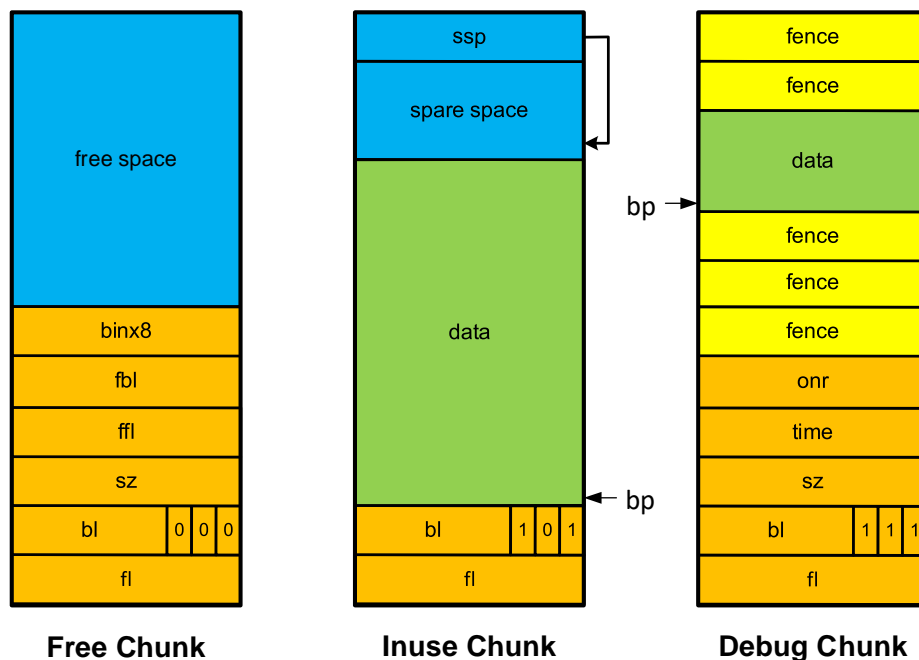 free space
binx8
fbl
ffl
sz
bl 0 0 0
fl
Free Chunk
ssp
spare space
data
bp
bl 1 0 1
fl
Inuse Chunk
fence
fence
data
bp
fence
fence
fence
onr
time
sz
bl 1 1 1
fl
Debug Chunk